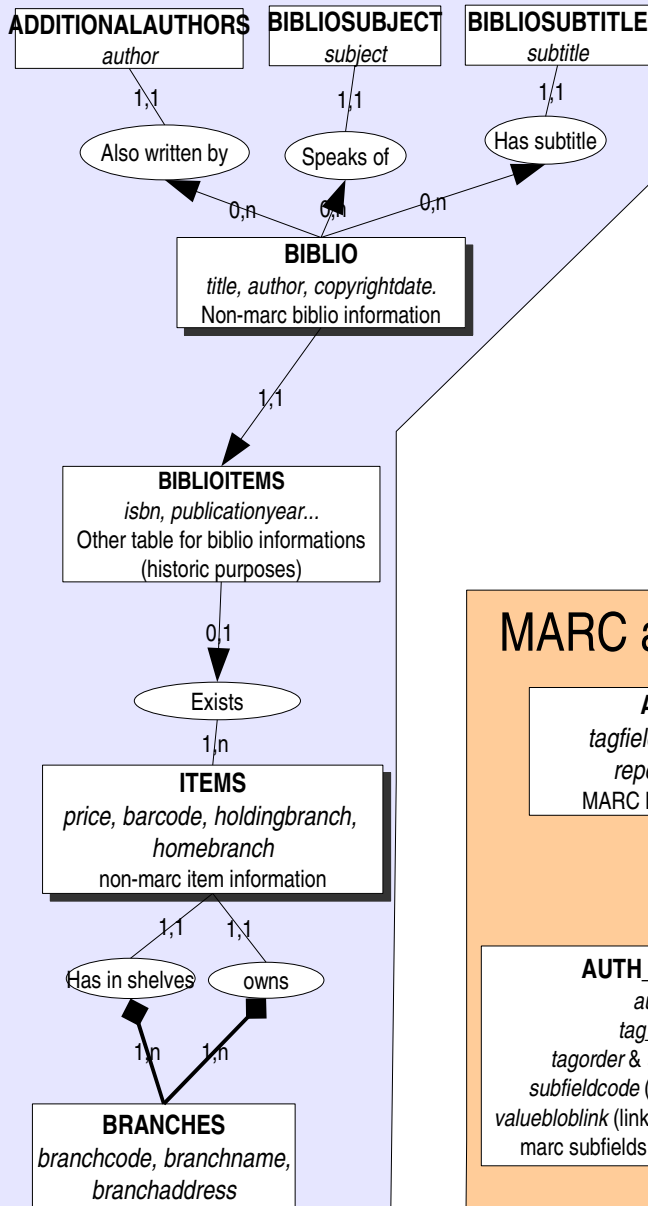 ADDITIONALAUTHORS
author
BIBLIOSUBJECT
subject
BIBLIOSUBTITLE
subtitle
1,1
1,1
1,1
Also written by
Speaks of
Has subtitle
0,n
0,n
0,n
BIBLIO
title, author, copyrightdate.
Non-marc biblio information
1,1
BIBLIOITEMS
isbn, publicationyear...
Other table for biblio informations
(historic purposes)
0,1
Exists
1,n
ITEMS
price, barcode, holdingbranch,
homebranch
non-marc item information
1,1
1,1
Has in shelves
owns
1,n
1,n
BRANCHES
branchcode, branchname,
branchaddress
MARC a
A
tagfiel
repe
MARC
AUTH_
au
tag_
tagorder &
subfieldcode (
valuebloblink (link
marc subfields